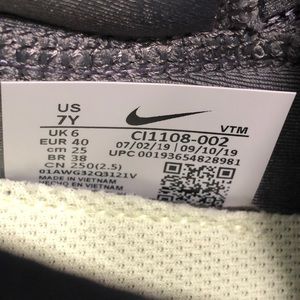 US
7Y
VTM
UK 6
EUR 40
cm 25
BR 38
CN 250(2.5)
CI1108-002
07/02/19 09/10/19
UPC 00193654828981
01AWG32Q3121V
MADE IN VIETNAM
HECHO EN VIETNAM